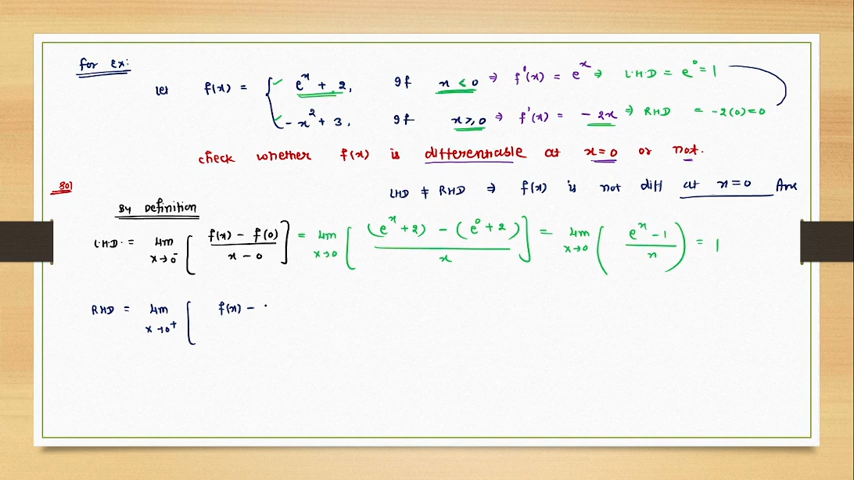 For Ex:
Let f(x) = { e^x + 2, If x < 0 ⇒ f'(x) = e^x ⇒ L.H.D = e^0 = 1
- x^2 + 3, If x ≥ 0 ⇒ f'(x) = - 2x ⇒ RHD = -2(0) = 0
check whether f(x) is differentiable at x=0 or not.
Sol LHD ≠ RHD ⇒ f(x) is not diff at x=0 Ans
By Definition
L.H.D. = lim x→0⁻ [ f(x) - f(0) / x - 0 ] = lim x→0 [ (e^x+2) - (e^0+2) / x ] = lim x→0 ( e^x - 1 / x ) = 1
RHD = lim x→0⁺ [ f(x) -